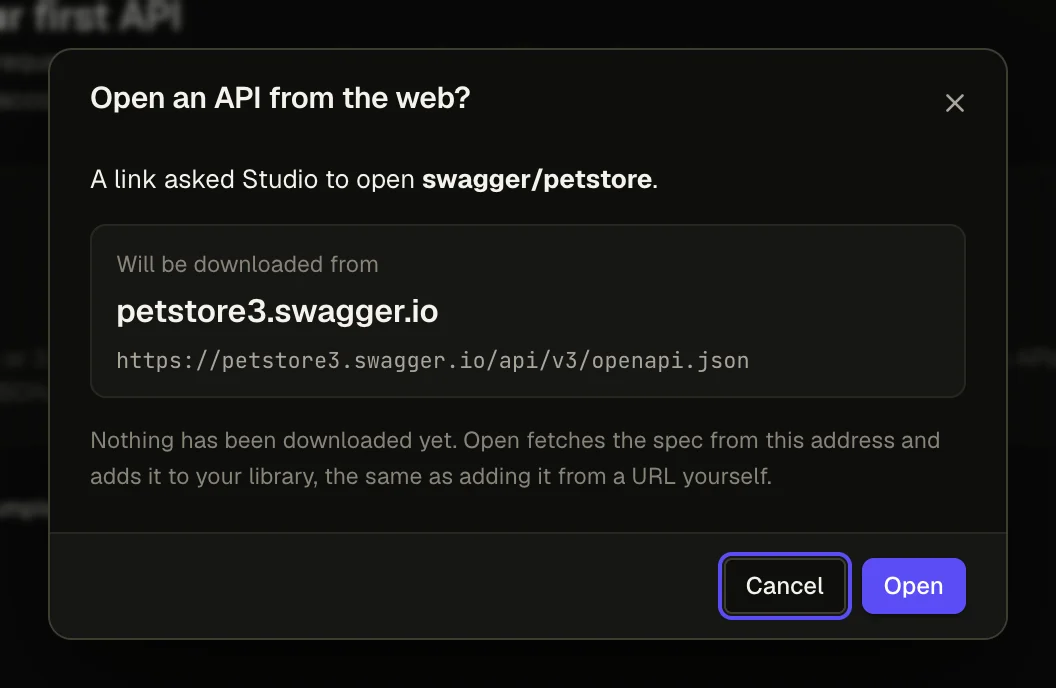 first API
Open an API from the web?
A link asked Studio to open swagger/petstore.
Will be downloaded from
petstore3.swagger.io
https://petstore3.swagger.io/api/v3/openapi.json
Nothing has been downloaded yet. Open fetches the spec from this address and
adds it to your library, the same as adding it from a URL yourself.
Cancel
Open